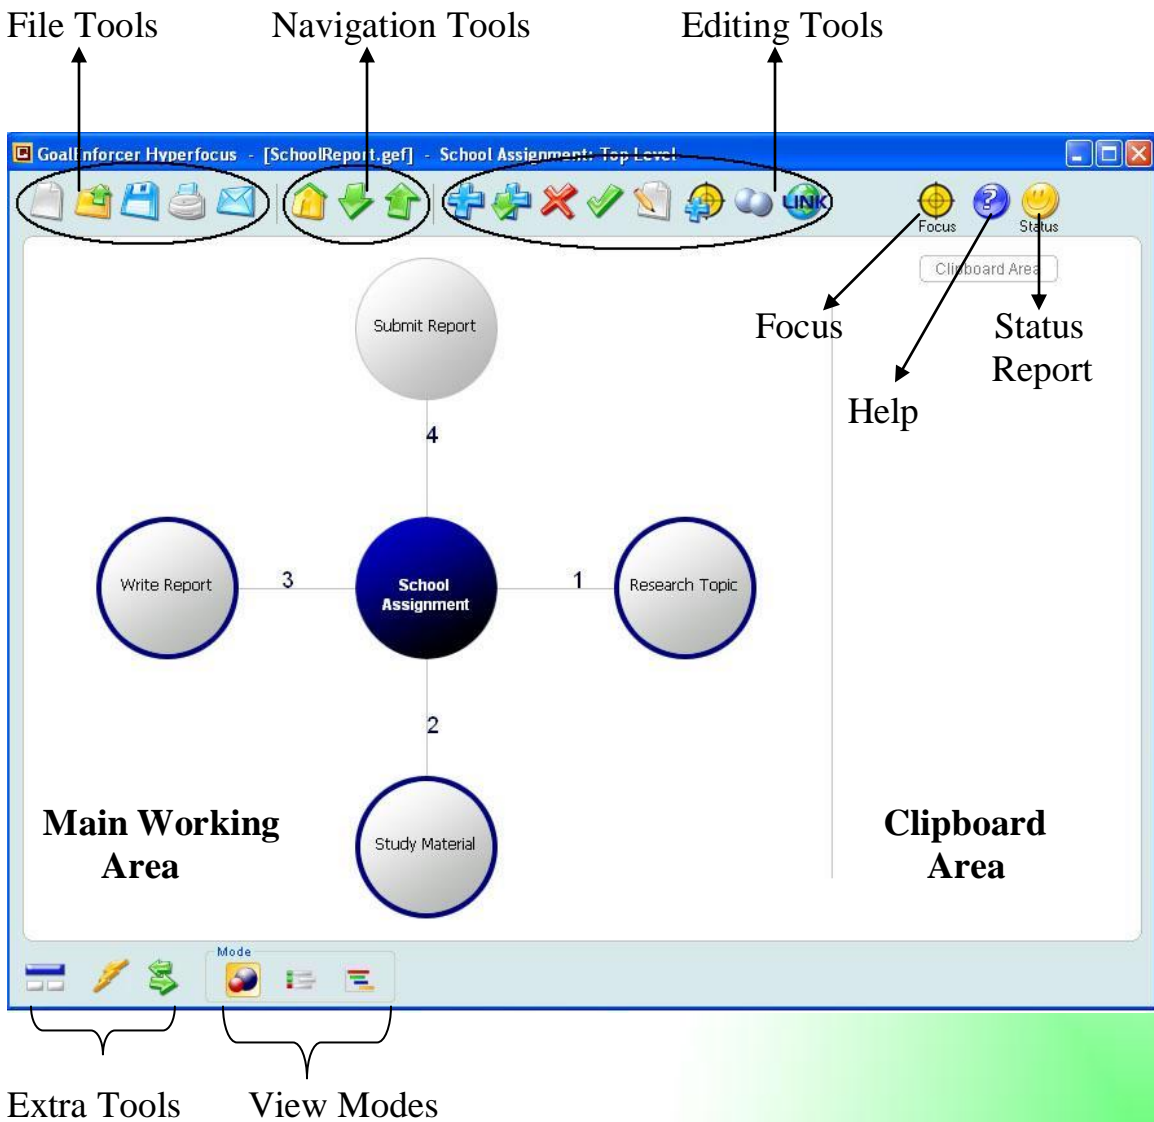 File Tools
Navigation Tools
Editing Tools
GoalEnforcer Hyperfocus - [SchoolReport.gef] - School Assignment: Top Level
LINK
Focus
Status
Clipboard Area
Submit Report
Focus
Status
Report
Help
4
Write Report
3
School
Assignment
1
Research Topic
2
Study Material
Main Working
Area
Clipboard
Area
Mode
Extra Tools
View Modes